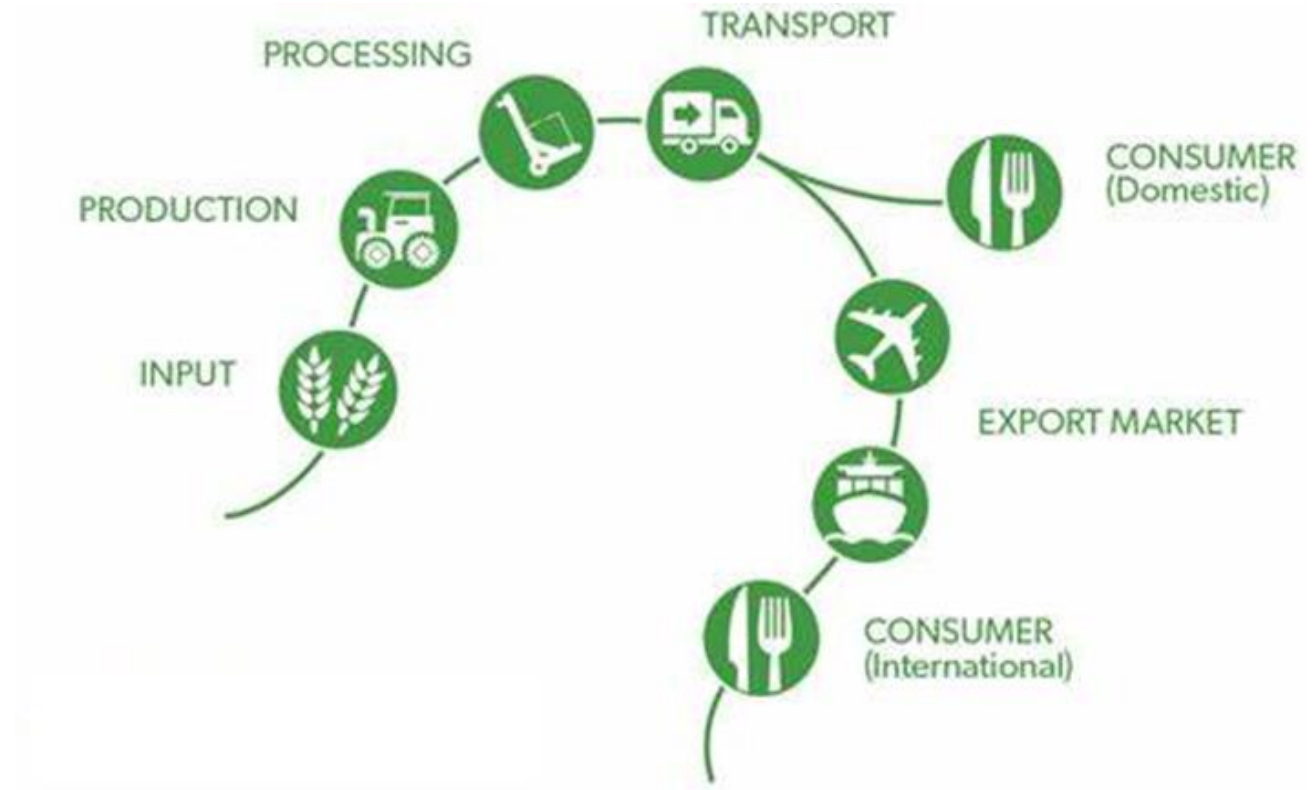 INPUT
PRODUCTION
PROCESSING
TRANSPORT
CONSUMER
(Domestic)
EXPORT MARKET
CONSUMER
(International)